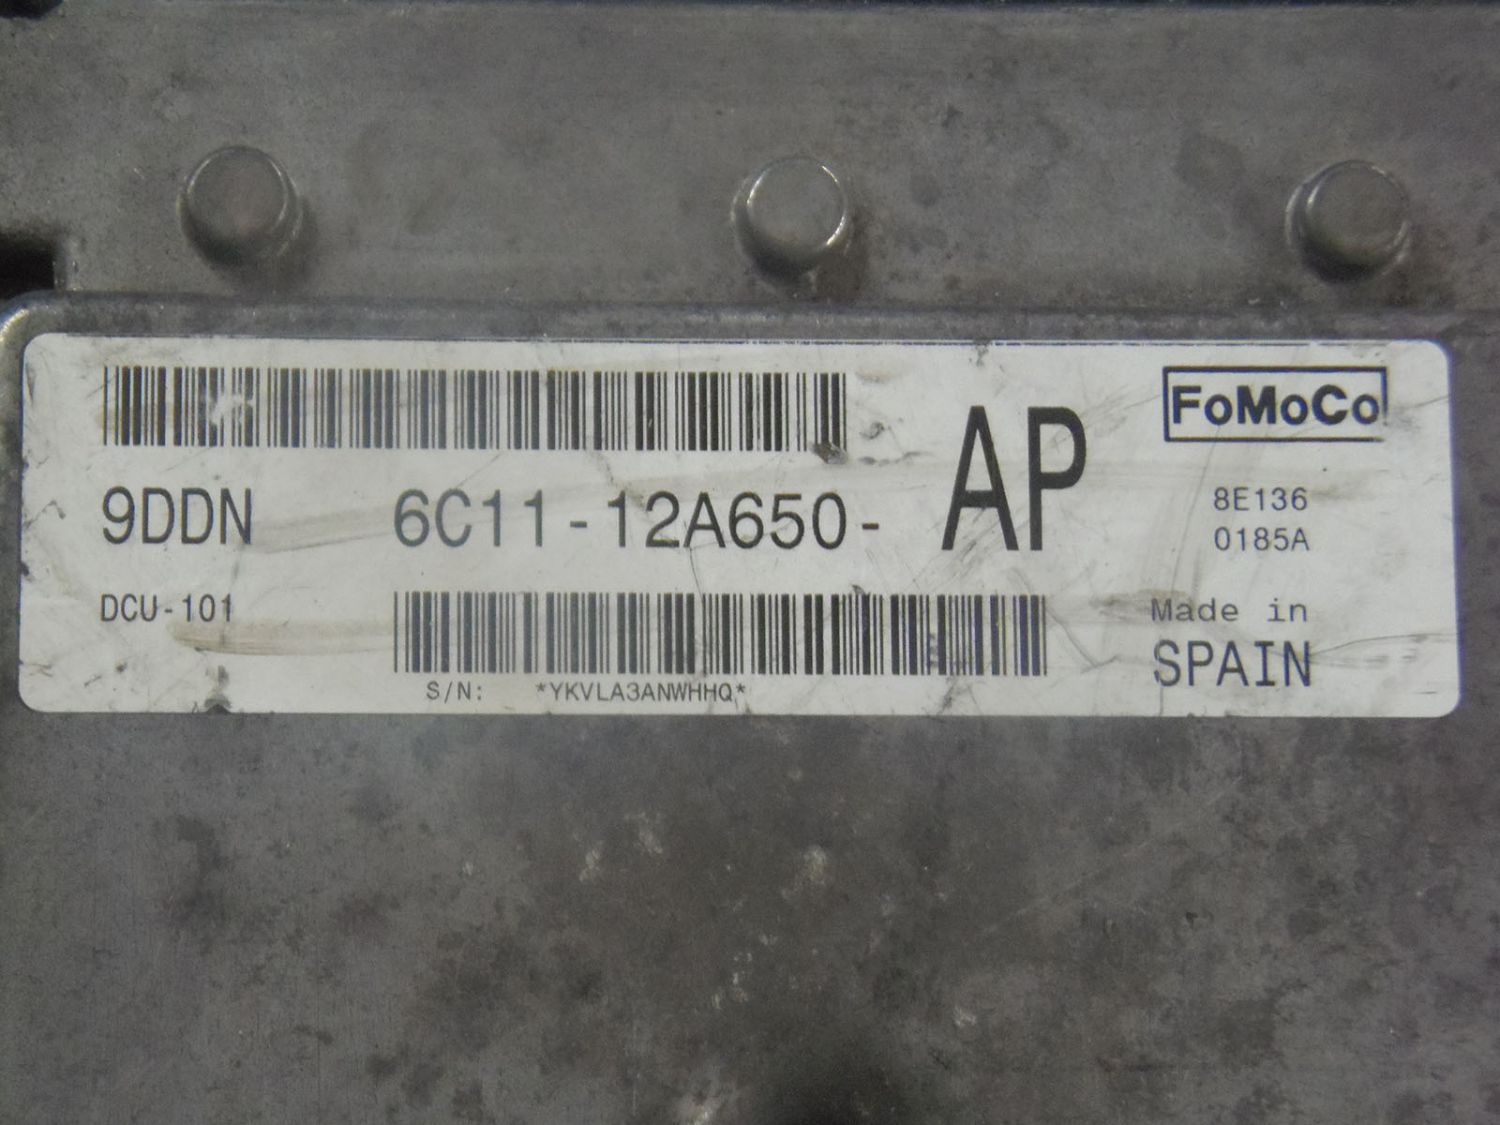 FoMoCo
9DDN 6C11-12A650-AP
8E136
0185A
DCU-101
Made in
SPAIN
S/N: *YKVLA3ANWHHQ*